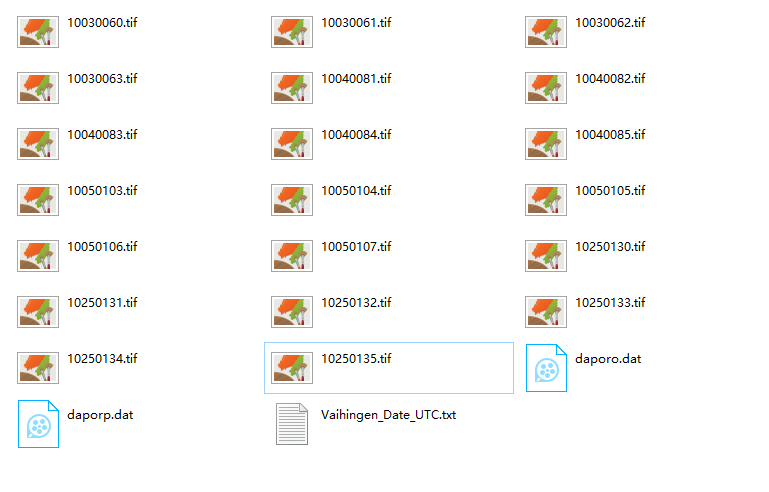 10030060.tif
10030061.tif
10030062.tif
10030063.tif
10040081.tif
10040082.tif
10040083.tif
10040084.tif
10040085.tif
10050103.tif
10050104.tif
10050105.tif
10050106.tif
10050107.tif
10250130.tif
10250131.tif
10250132.tif
10250133.tif
10250134.tif
10250135.tif
daporo.dat
daporp.dat
Vaihingen_Date_UTC.txt